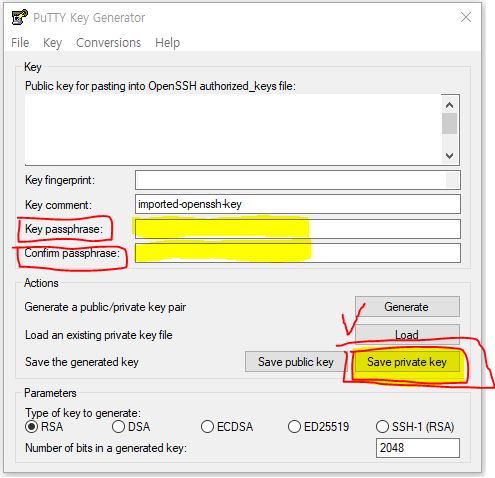 PuTTY Key Generator
File Key Conversions Help
Key
Public key for pasting into OpenSSH authorized_keys file:
Key fingerprint:
Key comment: imported-openssh-key
Key passphrase:
Confirm passphrase:
Actions
Generate a public/private key pair Generate
Load an existing private key file Load
Save the generated key Save public key Save private key
Parameters
Type of key to generate:
RSA DSA ECDSA ED25519 SSH-1 (RSA)
Number of bits in a generated key: 2048